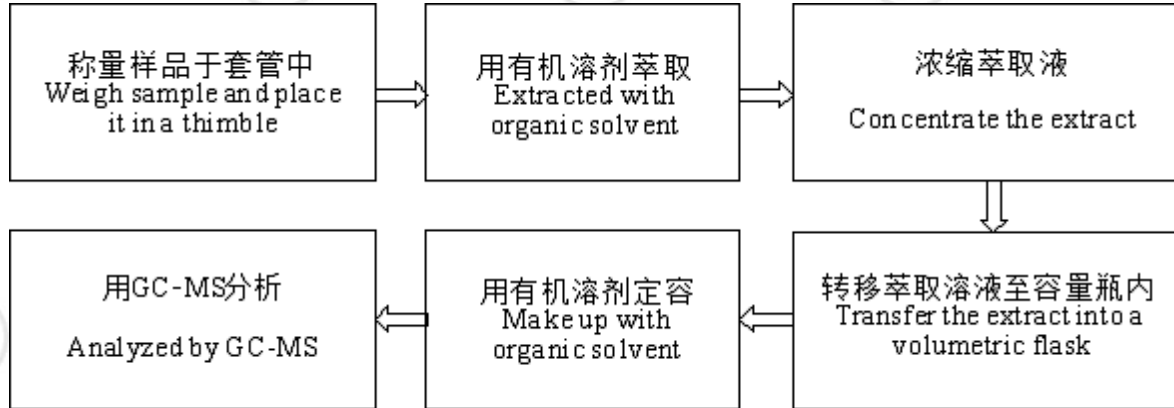 称量样品于套管中
Weigh sample and place
it in a thimble
用有机溶剂萃取
Extracted with
organic solvent
浓缩萃取液
Concentrate the extract
转移萃取溶液至容量瓶内
Transfer the extract into a
volumetric flask
用有机溶剂定容
Make up with
organic solvent
用GC-MS分析
Analyzed by GC-MS